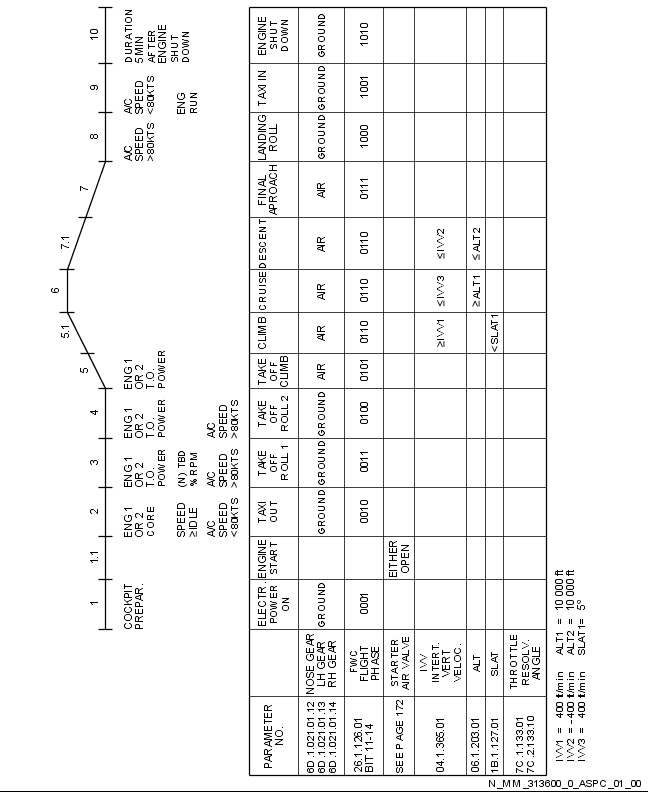 1
1.1
2
3
4
5
5.1
6
7.1
7
8
9
10
COCKPIT
PREPAR.
ENG 1
OR 2
CORE
SPEED
≥IDLE
A/C
SPEED
<80KTS
ENG 1
OR 2
T.O.
POWER
(N) TBD
% RPM
A/C
SPEED
>80KTS
ENG 1
OR 2
T.O.
POWER
A/C
SPEED
>80KTS
ENG 1
OR 2
T.O.
POWER
A/C
SPEED
>80KTS
A/C
SPEED
<80KTS
ENG
RUN
DURATION
5 MIN
AFTER
ENGINE
SHUT
DOWN
PARAMETER
NO.
ELECTR.
POWER
ON
ENGINE
START
TAXI
OUT
TAKE
OFF
ROLL 1
TAKE
OFF
ROLL 2
TAKE
OFF
CLIMB
CLIMB
CRUISE
DESCENT
FINAL
APROACH
LANDING
ROLL
TAXI IN
ENGINE
SHUT
DOWN
6D.1.021.01.12 NOSE GEAR
6D.1.021.01.13 LH GEAR
6D.1.021.01.14 RH GEAR
GROUND
GROUND
GROUND
GROUND
AIR
AIR
AIR
AIR
AIR
GROUND
GROUND
GROUND
26.1.126.01
BIT 11-14
FWC
FLIGHT
PHASE
0001
0010
0011
0100
0101
0110
0110
0110
0111
1000
1001
1010
SEE PAGE 172
STARTER
AIR VALVE
EITHER
OPEN
04.1.365.01
IVV
INTERT.
VERT
VELOC.
≥IVV1
≤IVV3
≤IVV2
06.1.203.01
ALT
≥ALT1
≤ALT2
1B.1.127.01
SLAT
<SLAT1
7C.1.133.01
7C.2.133.10
THROTTLE
RESOLV.
ANGLE
IVV1 = 400 ft/min ALT1 = 10 000 ft
IVV2 = -400 ft/min ALT2 = 10 000 ft
IVV3 = 400 ft/min SLAT1= 5°
N_MM_313600_0_ASPC_01_00